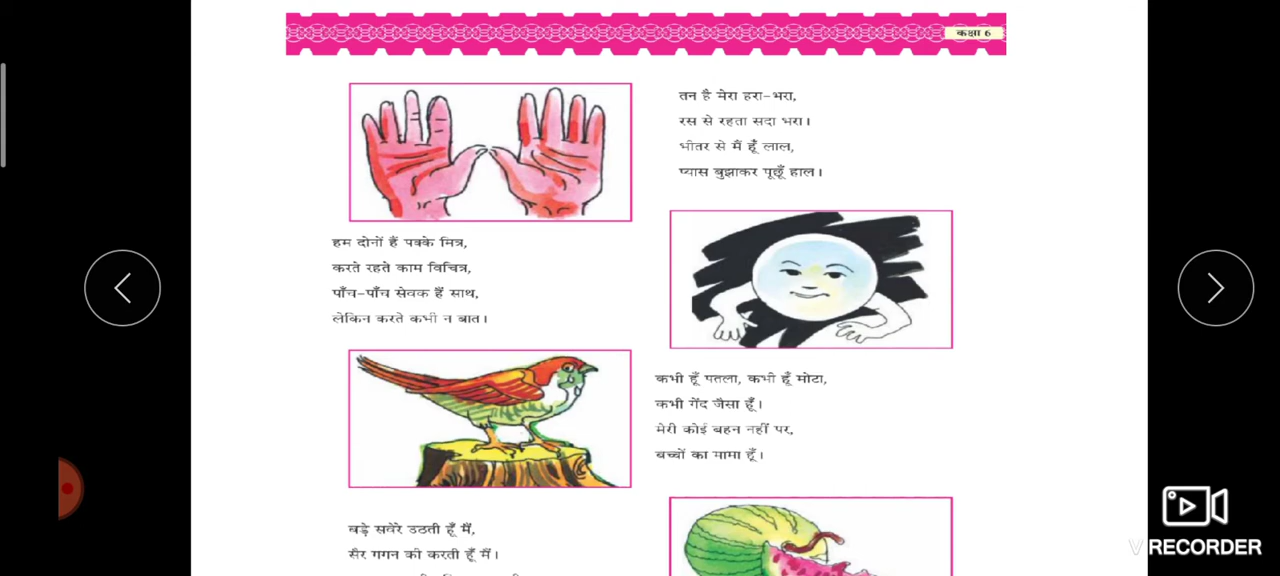 कक्षा 6
हम दोनों हैं पक्के मित्र,
करते रहते काम विचित्र,
पाँच-पाँच सेवक हैं साथ,
लेकिन करते कभी न बात।
बड़े सवेरे उठती हूँ मैं,
सैर गगन की करती हूँ मैं।
तन है मेरा हरा-भरा,
रस से रहता सदा भरा।
भीतर से मैं हूँ लाल,
प्यास बुझाकर पूछूँ हाल।
कभी हूँ पतला, कभी हूँ मोटा,
कभी गेंद जैसा हूँ।
मेरी कोई बहन नहीं पर,
बच्चों का मामा हूँ।
RECORDER